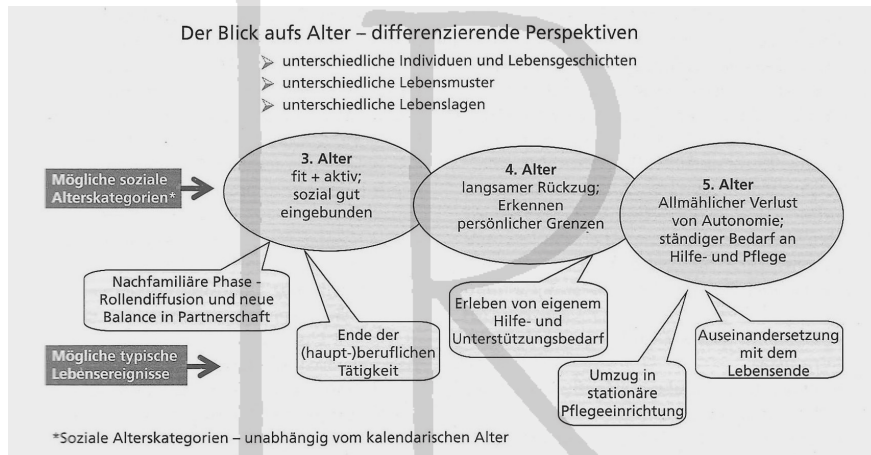 Der Blick aufs Alter – differenzierende Perspektiven
unterschiedliche Individuen und Lebensgeschichten
unterschiedliche Lebensmuster
unterschiedliche Lebenslagen
Mögliche soziale
Alterskategorien*
3. Alter
fit + aktiv;
sozial gut
eingebunden
4. Alter
langsamer Rückzug;
Erkennen
persönlicher Grenzen
5. Alter
Allmählicher Verlust
von Autonomie;
ständiger Bedarf an
Hilfe- und Pflege
Nachfamiliäre Phase -
Rollendiffusion und neue
Balance in Partnerschaft
Ende der
(haupt-)beruflichen
Tätigkeit
Erleben von eigenem
Hilfe- und
Unterstützungsbedarf
Umzug in
stationäre
Pflegeeinrichtung
Auseinandersetzung
mit dem
Lebensende
Mögliche typische
Lebensereignisse
*Soziale Alterskategorien – unabhängig vom kalendarischen Alter